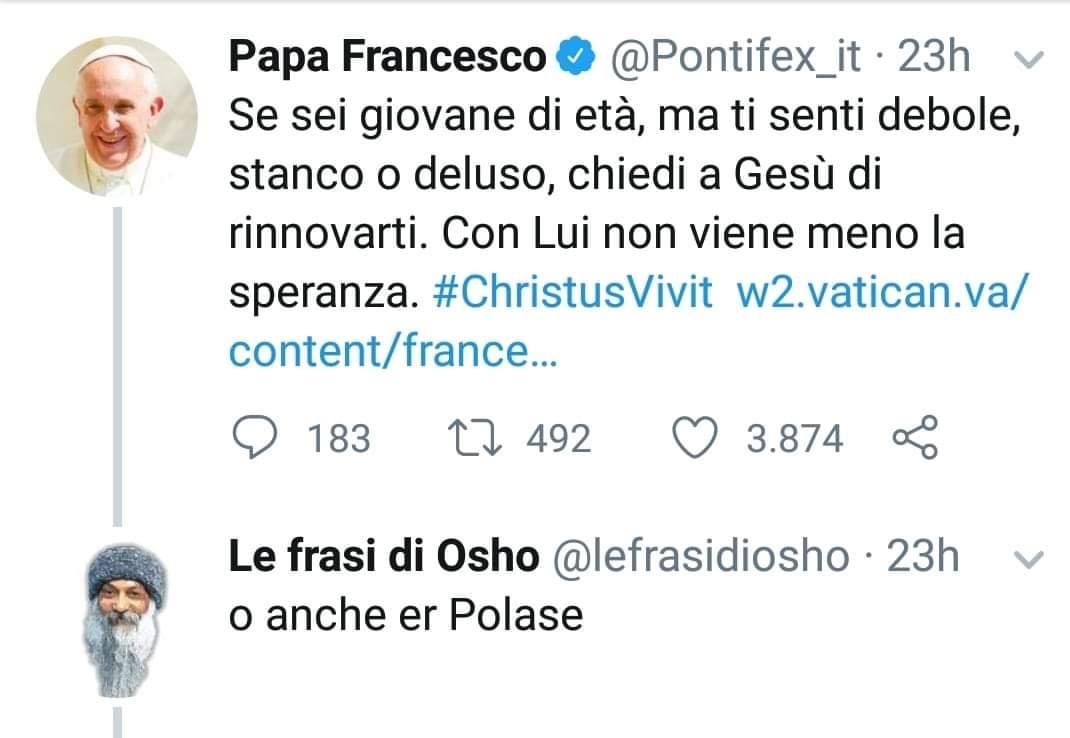 Papa Francesco @Pontifex_it · 23h
Se sei giovane di età, ma ti senti debole,
stanco o deluso, chiedi a Gesù di
rinnovarti. Con Lui non viene meno la
speranza. #ChristusVivit w2.vatican.va/
content/france...
183 492 3.874
Le frasi di Osho @lefrasidiosho · 23h
o anche er Polase